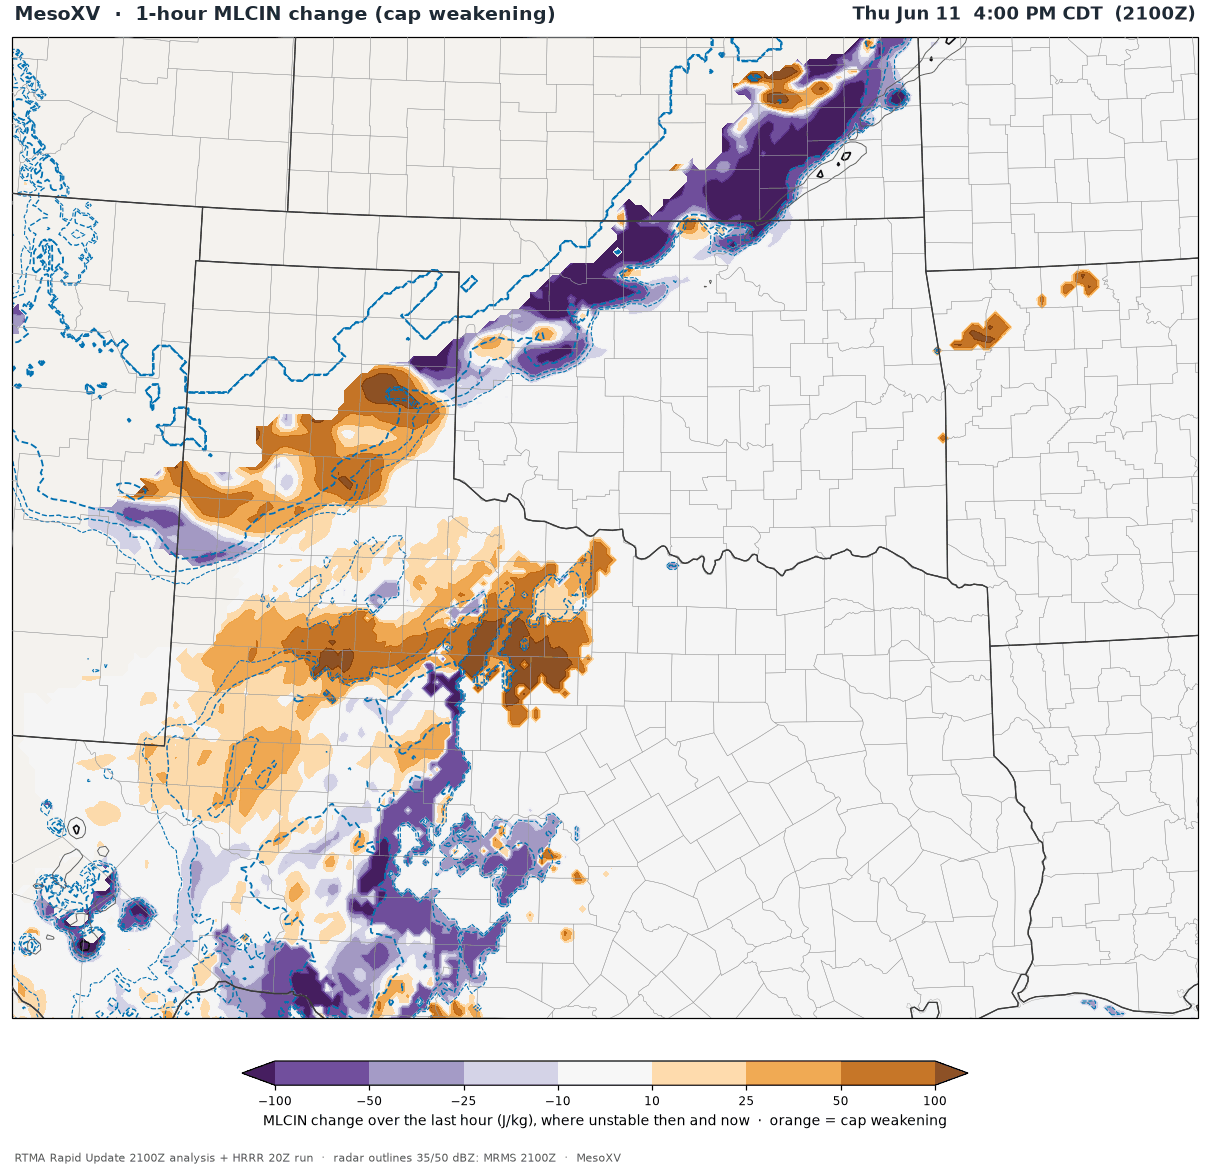 MesoXV · 1-hour MLCIN change (cap weakening)
Thu Jun 11 4:00 PM CDT (2100Z)
−100 −50 −25 −10 10 25 50 100
MLCIN change over the last hour (J/kg), where unstable then and now · orange = cap weakening
RTMA Rapid Update 2100Z analysis + HRRR 20Z run · radar outlines 35/50 dBZ: MRMS 2100Z · MesoXV